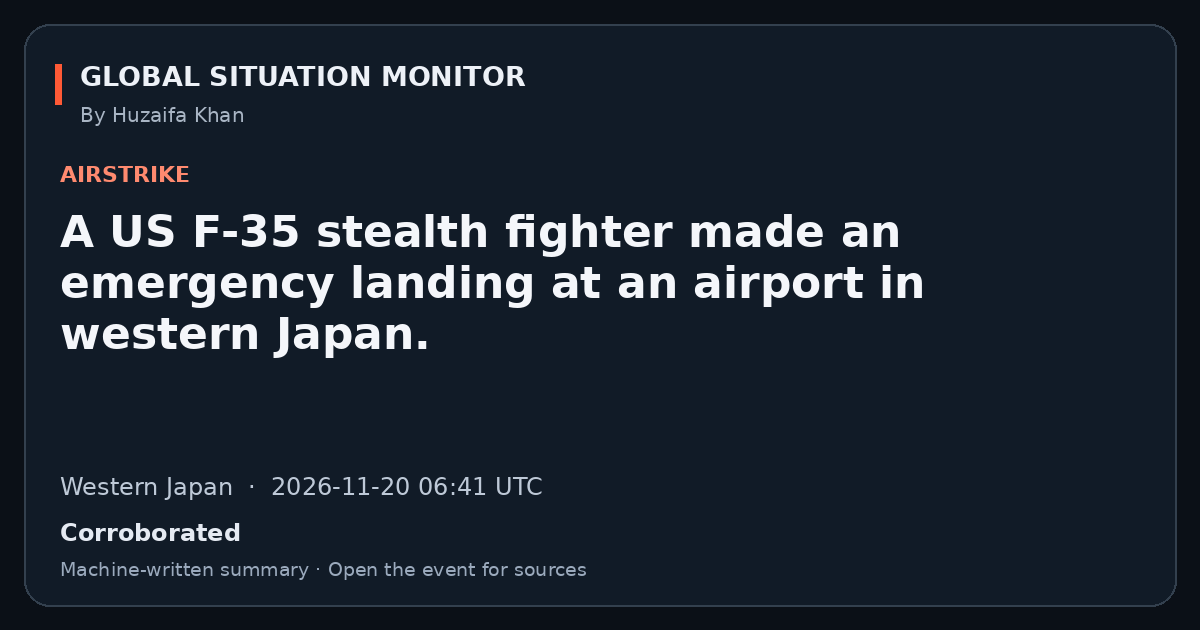 GLOBAL SITUATION MONITOR
By Huzaifa Khan
AIRSTRIKE
A US F-35 stealth fighter made an
emergency landing at an airport in
western Japan.
Western Japan · 2026-11-20 06:41 UTC
Corroborated
Machine-written summary · Open the event for sources